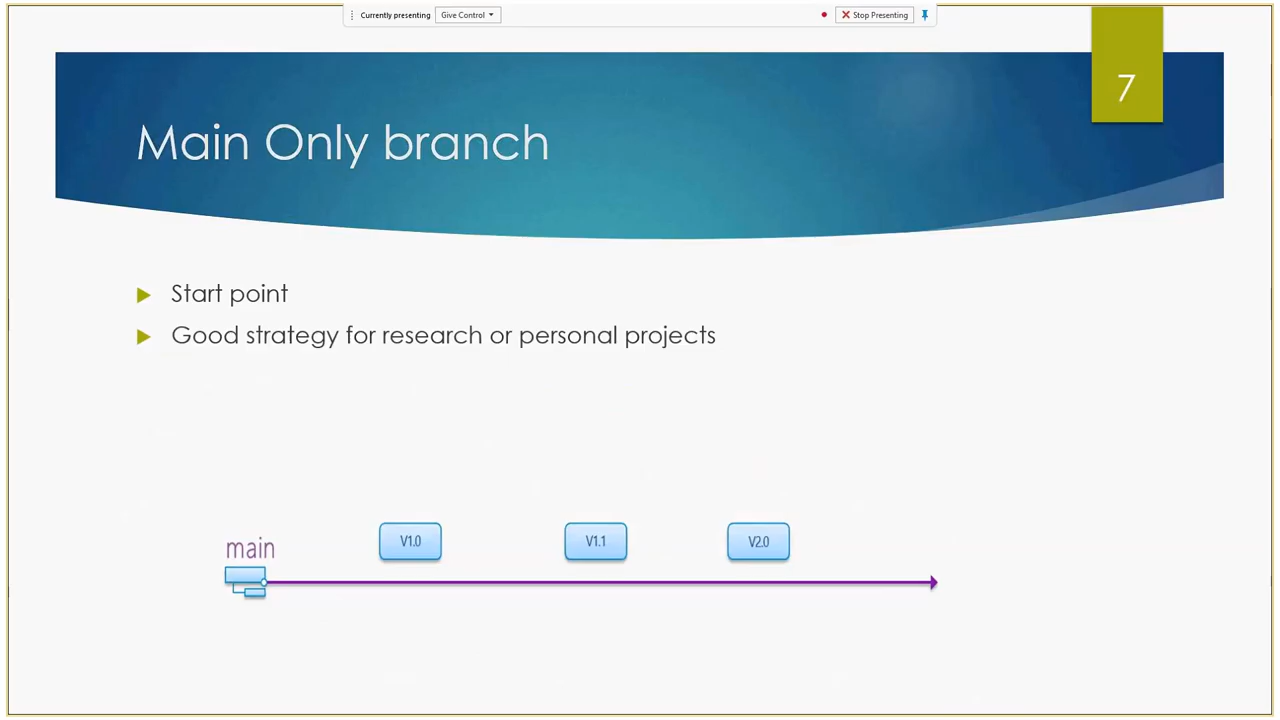 Currently presenting Give Control Stop Presenting
7
Main Only branch
Start point
Good strategy for research or personal projects
main V1.0 V1.1 V2.0